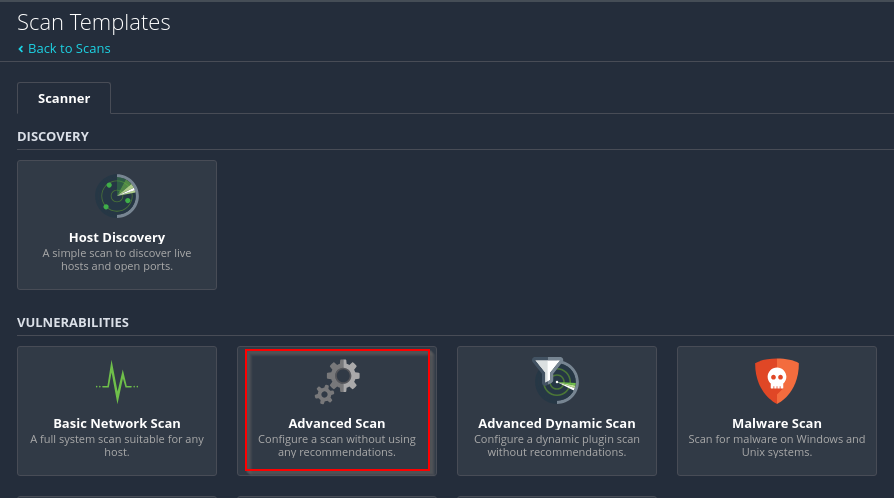 Scan Templates
‹ Back to Scans
Scanner
DISCOVERY
Host Discovery
A simple scan to discover live
hosts and open ports.
VULNERABILITIES
Basic Network Scan
A full system scan suitable for any
host.
Advanced Scan
Configure a scan without using
any recommendations.
Advanced Dynamic Scan
Configure a dynamic plugin scan
without recommendations.
Malware Scan
Scan for malware on Windows and
Unix systems.